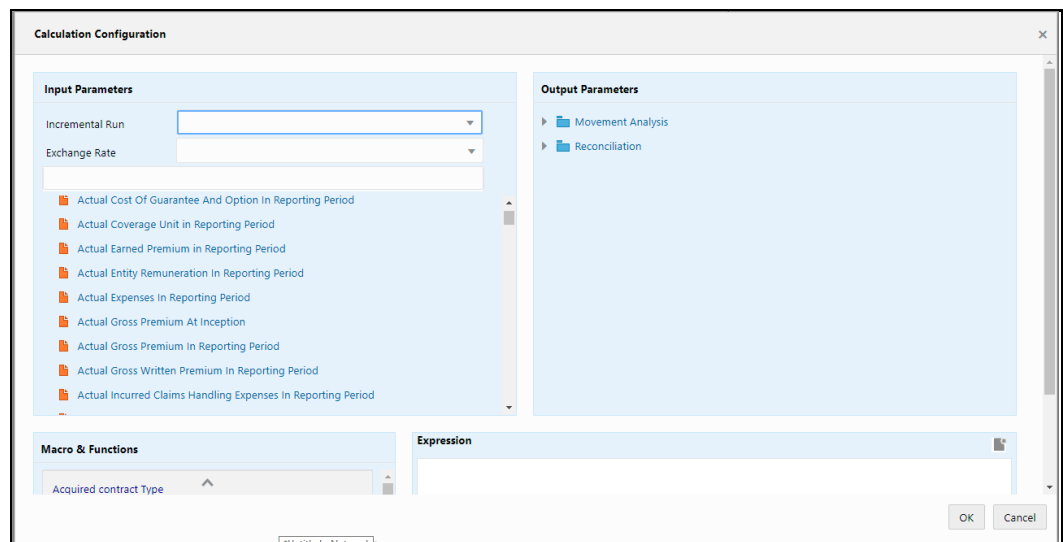 Calculation Configuration
Input Parameters
Incremental Run
Exchange Rate
Actual Cost Of Guarantee And Option In Reporting Period
Actual Coverage Unit in Reporting Period
Actual Earned Premium in Reporting Period
Actual Entity Remuneration In Reporting Period
Actual Expenses In Reporting Period
Actual Gross Premium At Inception
Actual Gross Premium In Reporting Period
Actual Gross Written Premium In Reporting Period
Actual Incurred Claims Handling Expenses In Reporting Period
Output Parameters
Movement Analysis
Reconciliation
Macro & Functions
Acquired contract Type
Expression
OK
Cancel